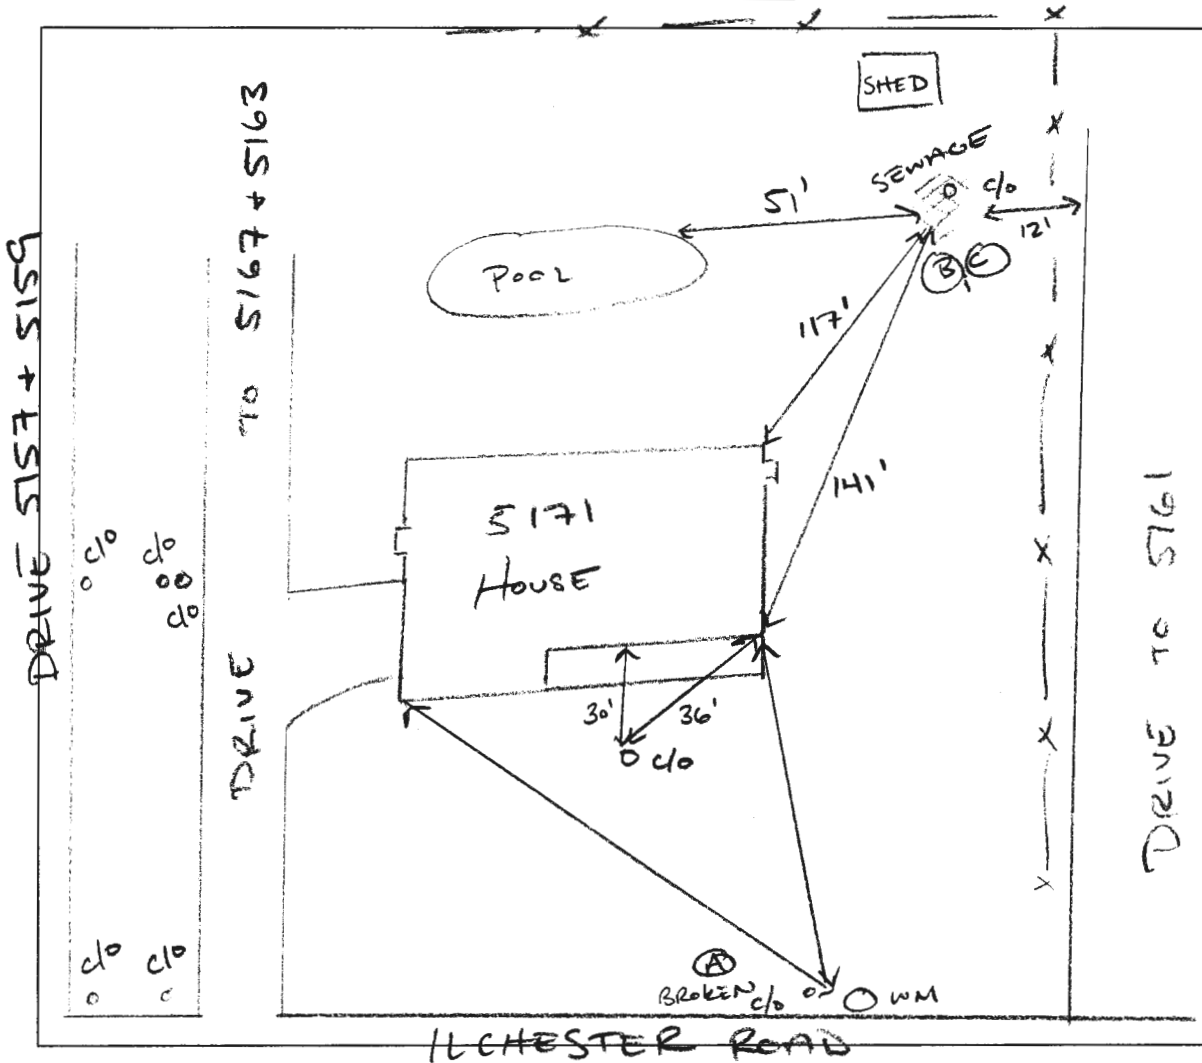 SHED
SEWAGE
c/o
51'
12'
B, C
POOL
117'
141'
DRIVE 5157 + 5159
DRIVE TO 5167 + 5163
5171
HOUSE
c/o
c/o
c/o
30'
36'
c/o
DRIVE TO 5161
c/o
c/o
A
BROKEN
c/o
WM
ILCHESTER ROAD